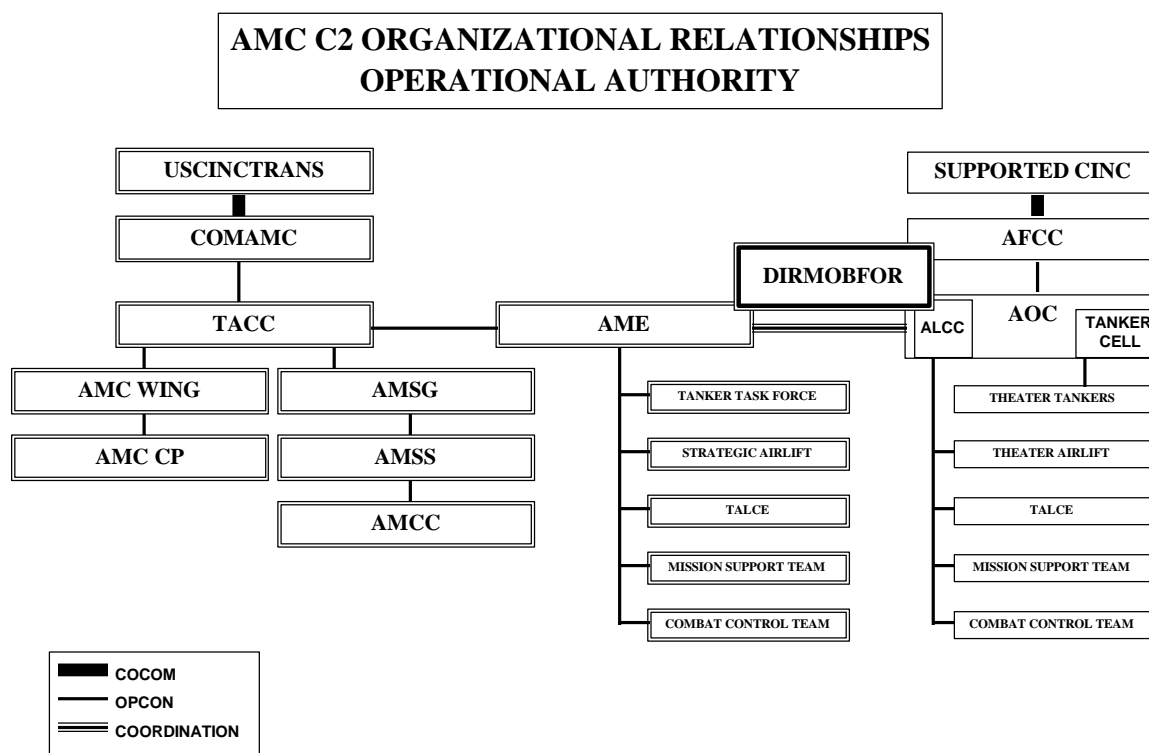 AMC C2 ORGANIZATIONAL RELATIONSHIPS
OPERATIONAL AUTHORITY
USCINCTRANS
SUPPORTED CINC
COMAMC
AFCC
DIRMOBFOR
TACC
AME
ALCC
AOC
TANKER
CELL
AMC WING
AMSG
TANKER TASK FORCE
THEATER TANKERS
AMC CP
AMSS
STRATEGIC AIRLIFT
THEATER AIRLIFT
AMCC
TALCE
TALCE
MISSION SUPPORT TEAM
MISSION SUPPORT TEAM
COMBAT CONTROL TEAM
COMBAT CONTROL TEAM
COCOM
OPCON
COORDINATION